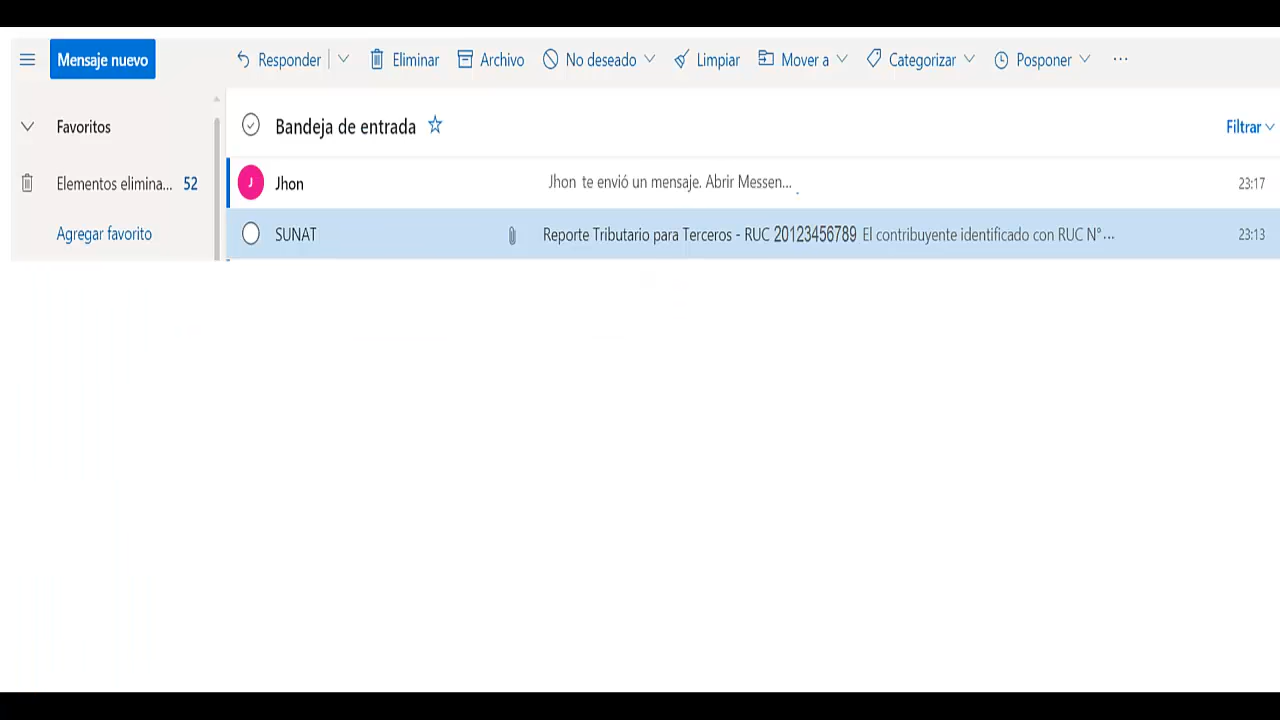 Mensaje nuevo Responder Eliminar Archivo No deseado Limpiar Mover a Categorizar Posponer ...
Favoritos Bandeja de entrada Filtrar
Elementos elimina... 52 J Jhon Jhon te envió un mensaje. Abrir Messen... 23:17
Agregar favorito SUNAT Reporte Tributario para Terceros - RUC 20123456789 El contribuyente identificado con RUC N°... 23:13